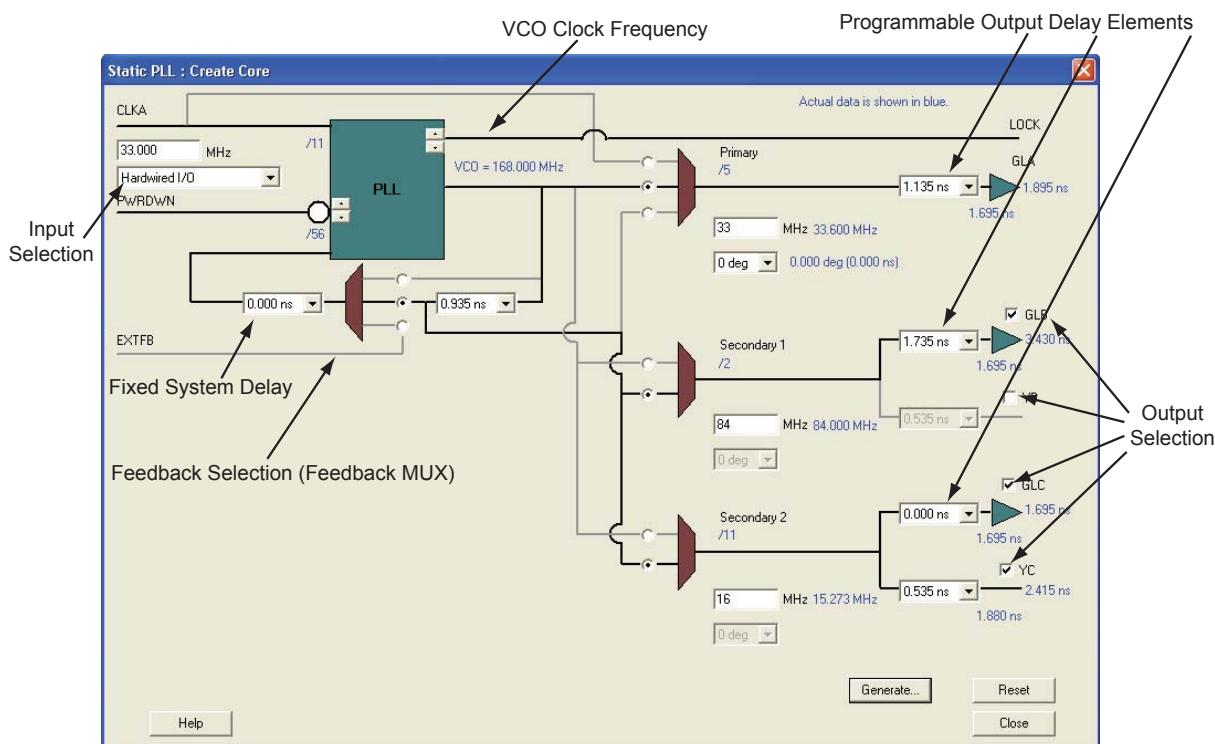 VCO Clock Frequency
Programmable Output Delay Elements
Static PLL : Create Core
Actual data is shown in blue.
CLKA
LOCK
33.000 MHz
/11
Hardwired I/O
PLL
VCO = 168.000 MHz
Primary
/5
GLA
1.135 ns
1.895 ns
1.695 ns
PWRDWN
Input
Selection
/56
33 MHz 33.600 MHz
0 deg 0.000 deg (0.000 ns)
0.000 ns
0.935 ns
EXTFB
Fixed System Delay
Secondary 1
/2
GLB
1.735 ns
3.430 ns
1.695 ns
YB
0.535 ns
84 MHz 84.000 MHz
0 deg
Output
Selection
Feedback Selection (Feedback MUX)
Secondary 2
/11
GLC
0.000 ns
1.695 ns
1.695 ns
YC
0.535 ns
2.415 ns
1.880 ns
16 MHz 15.273 MHz
0 deg
Generate...
Reset
Help
Close